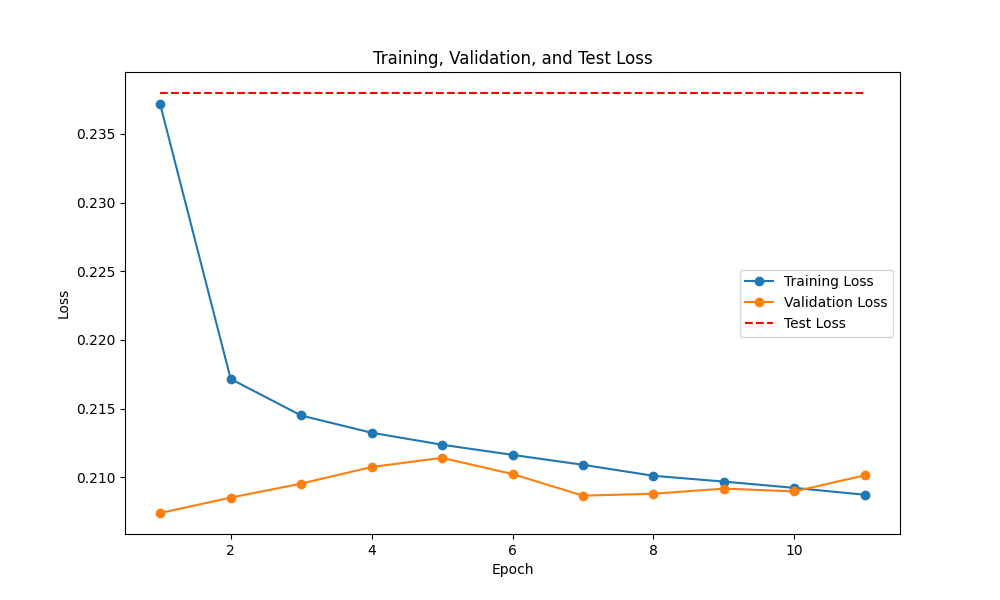 Training, Validation, and Test Loss
0.235
0.230
0.225
0.220
0.215
0.210
Loss
Training Loss
Validation Loss
Test Loss
2
4
6
8
10
Epoch